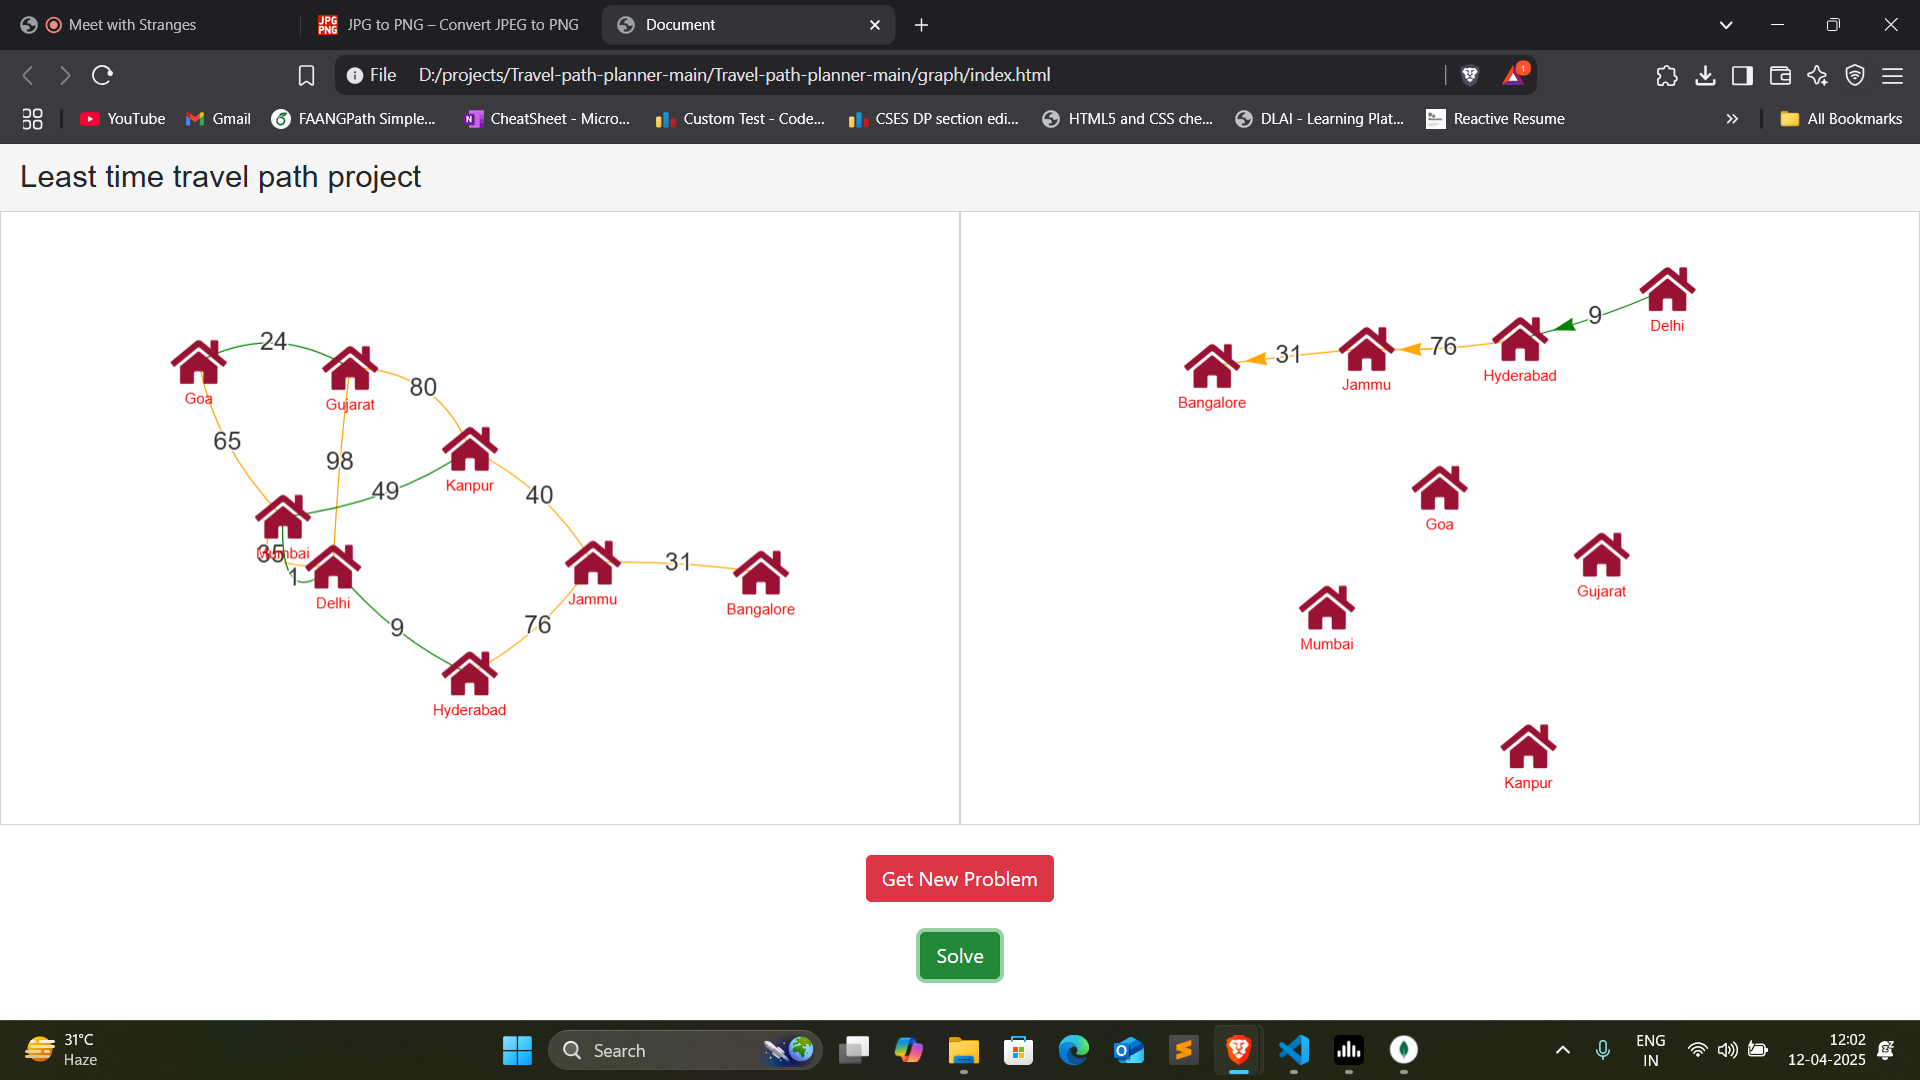 Meet with Stranges
JPG to PNG – Convert JPEG to PNG
Document
File
D:/projects/Travel-path-planner-main/Travel-path-planner-main/graph/index.html
1
YouTube
Gmail
FAANGPath Simple...
CheatSheet - Micro...
Custom Test - Code...
CSES DP section edi...
HTML5 and CSS che...
DLAI - Learning Plat...
Reactive Resume
All Bookmarks
Least time travel path project
24
Goa
Gujarat
80
65
98
Kanpur
49
40
Mumbai
35
1
Delhi
Jammu
31
Bangalore
9
76
Hyderabad
Delhi
9
Hyderabad
76
Jammu
31
Bangalore
Goa
Gujarat
Mumbai
Kanpur
Get New Problem
Solve
31°C
Haze
Search
ENG
IN
12:02
12-04-2025